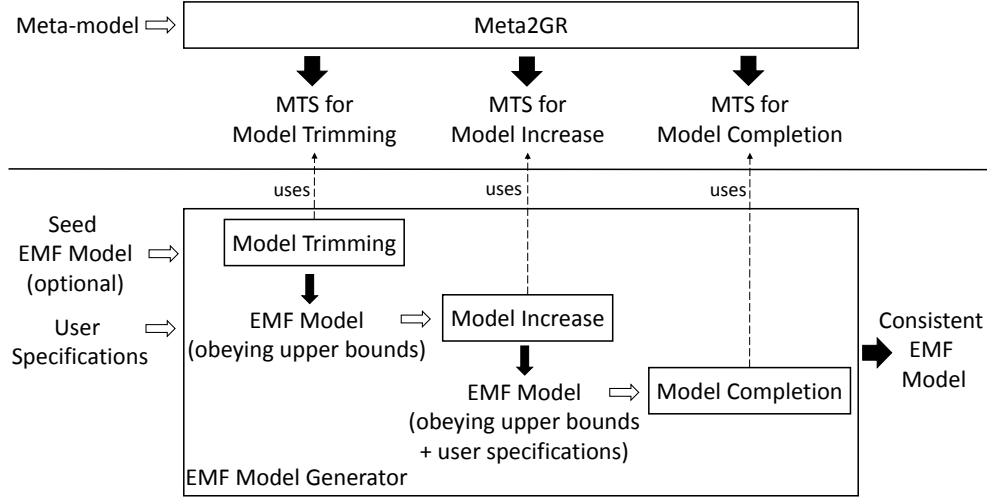 Meta-model
Meta2GR
MTS for
Model Trimming
MTS for
Model Increase
MTS for
Model Completion
uses
uses
uses
Seed
EMF Model
(optional)
User
Specifications
Model Trimming
EMF Model
(obeying upper bounds)
Model Increase
EMF Model
(obeying upper bounds
+ user specifications)
Model Completion
EMF Model Generator
Consistent
EMF
Model